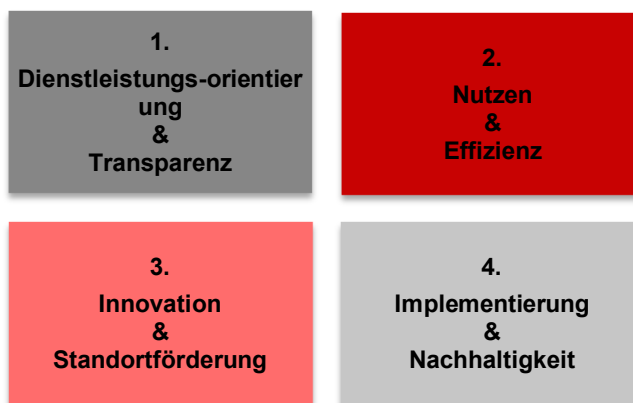 1.
Dienstleistungs-orientier
ung
&
Transparenz
2.
Nutzen
&
Effizienz
3.
Innovation
&
Standortförderung
4.
Implementierung
&
Nachhaltigkeit